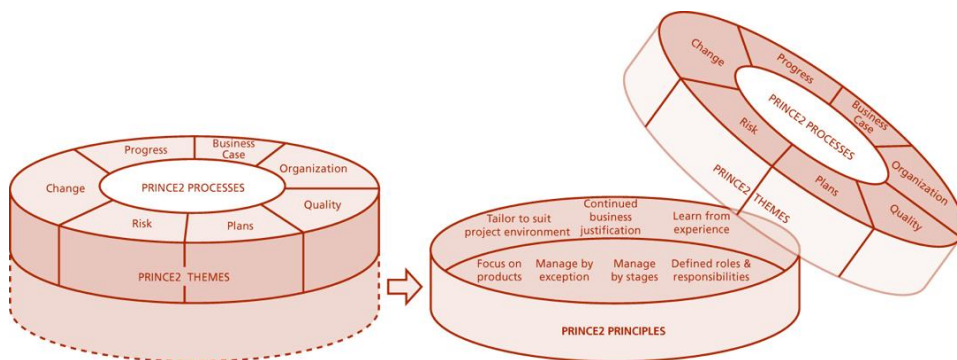 Progress
Business
Case
Organization
Change
PRINCE2 PROCESSES
Quality
Risk
Plans
PRINCE2 THEMES
Tailor to suit
project environment
Continued
business
justification
Learn from
experience
Focus on
products
Manage by
exception
Manage
by stages
Defined roles &
responsibilities
PRINCE2 PRINCIPLES
Change
Progress
Business
Case
PRINCE2 PROCESSES
Risk
Organization
Plans
Quality
PRINCE2 THEMES